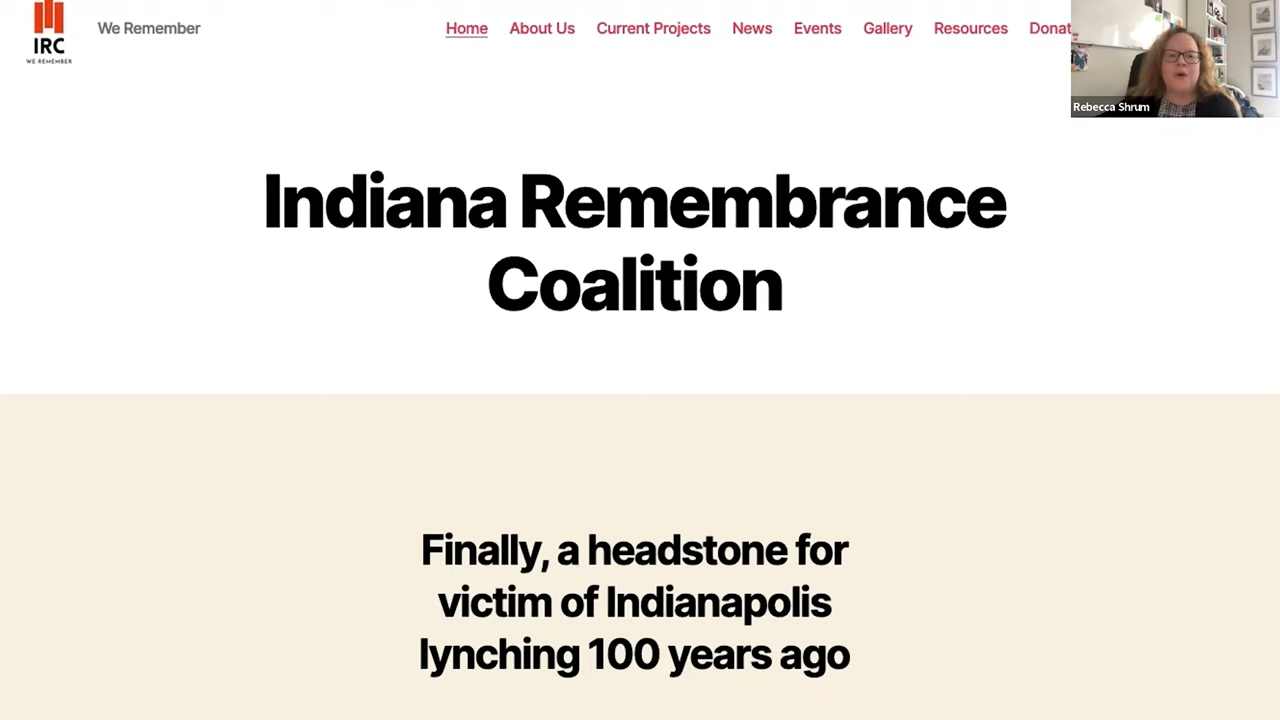 IRC
WE REMEMBER
We Remember
Home About Us Current Projects News Events Gallery Resources Donat
Rebecca Shrum
Indiana Remembrance
Coalition
Finally, a headstone for
victim of Indianapolis
lynching 100 years ago